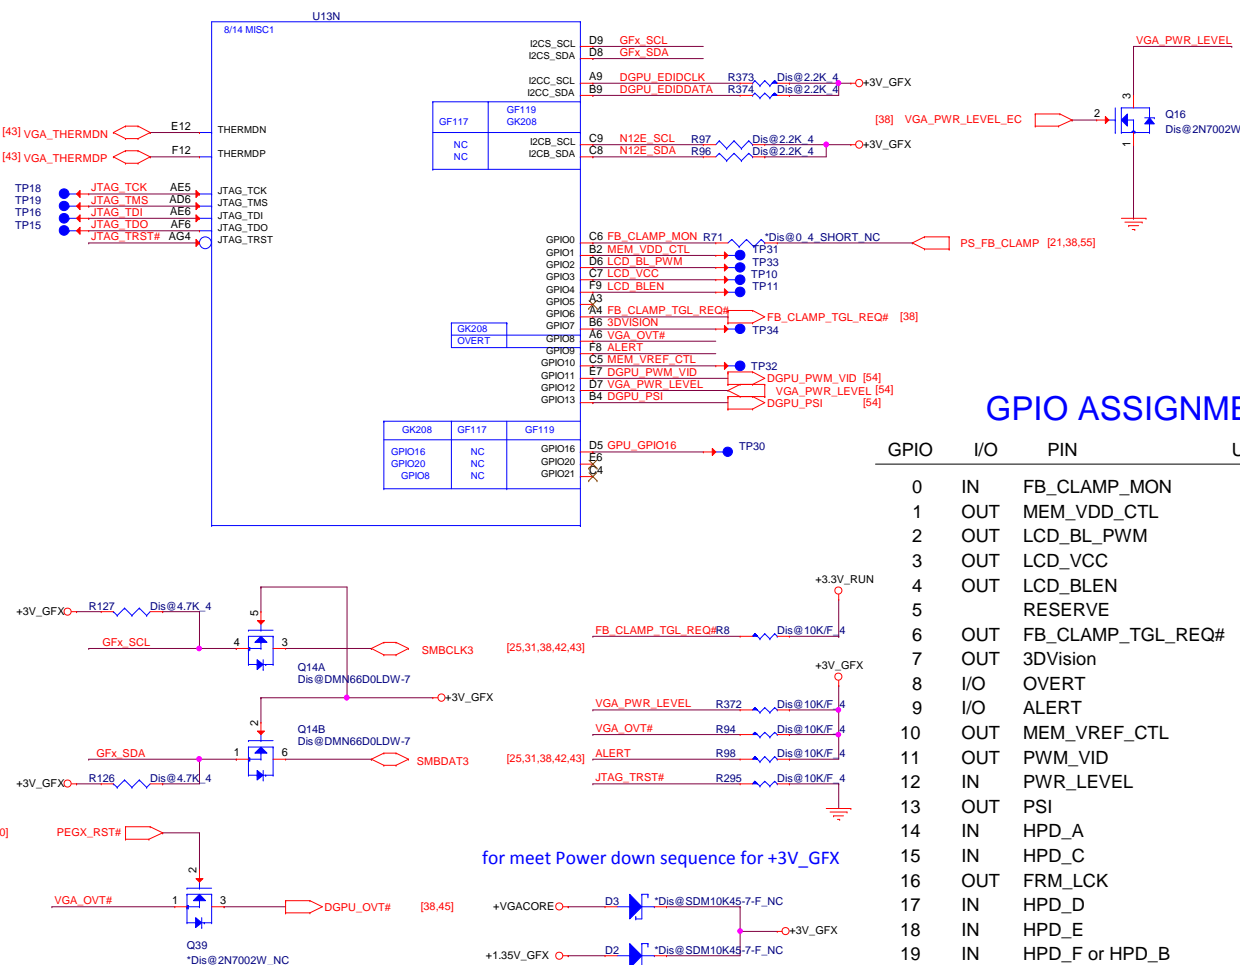 U13N
8/14 MISC1
I2CS_SCL D9 GFx_SCL
I2CS_SDA D8 GFx_SDA
I2CC_SCL A9 DGPU_EDIDCLK R373 Dis@2.2K_4
I2CC_SDA B9 DGPU_EDIDDATA R374 Dis@2.2K_4
+3V_GFX
GF117 GF119 GK208
NC
NC
I2CB_SCL C9 N12E_SCL R97 Dis@2.2K_4
I2CB_SDA C8 N12E_SDA R96 Dis@2.2K_4
+3V_GFX
VGA_PWR_LEVEL
[38] VGA_PWR_LEVEL_EC 2 3 1
Q16
Dis@2N7002W
[43] VGA_THERMDN E12 THERMDN
[43] VGA_THERMDP F12 THERMDP
TP18 JTAG_TCK AE5 JTAG_TCK
TP19 JTAG_TMS AD6 JTAG_TMS
TP16 JTAG_TDI AE6 JTAG_TDI
TP15 JTAG_TDO AF6 JTAG_TDO
JTAG_TRST# AG4 JTAG_TRST
GPIO0 C6 FB_CLAMP_MON R71 *Dis@0_4_SHORT_NC PS_FB_CLAMP [21,38,55]
GPIO1 B2 MEM_VDD_CTL TP31
GPIO2 D6 LCD_BL_PWM TP33
GPIO3 C7 LCD_VCC TP10
GPIO4 F9 LCD_BLEN TP11
GPIO5 A3
GPIO6 A4 FB_CLAMP_TGL_REQ# FB_CLAMP_TGL_REQ# [38]
GPIO7 B6 3DVISION TP34
GK208
OVERT
GPIO8 A6 VGA_OVT#
GPIO9 F8 ALERT
GPIO10 C5 MEM_VREF_CTL TP32
GPIO11 E7 DGPU_PWM_VID DGPU_PWM_VID [54]
GPIO12 D7 VGA_PWR_LEVEL VGA_PWR_LEVEL [54]
GPIO13 B4 DGPU_PSI DGPU_PSI [54]
GK208 GF117 GF119
GPIO16 NC GPIO16 D5 GPU_GPIO16 TP30
GPIO20 NC GPIO20 E6
GPIO8 NC GPIO21 C4
GPIO ASSIGNME
GPIO I/O PIN U
0 IN FB_CLAMP_MON
1 OUT MEM_VDD_CTL
2 OUT LCD_BL_PWM
3 OUT LCD_VCC
4 OUT LCD_BLEN
5 RESERVE
6 OUT FB_CLAMP_TGL_REQ#
7 OUT 3DVision
8 I/O OVERT
9 I/O ALERT
10 OUT MEM_VREF_CTL
11 OUT PWM_VID
12 IN PWR_LEVEL
13 OUT PSI
14 IN HPD_A
15 IN HPD_C
16 OUT FRM_LCK
17 IN HPD_D
18 IN HPD_E
19 IN HPD_F or HPD_B
+3V_GFX R127 Dis@4.7K_4
GFx_SCL 4 5 3 SMBCLK3 [25,31,38,42,43]
Q14A
Dis@DMN66D0LDW-7
+3V_GFX
Q14B
Dis@DMN66D0LDW-7
GFx_SDA 1 2 6 SMBDAT3 [25,31,38,42,43]
+3V_GFX R126 Dis@4.7K_4
+3.3V_RUN
FB_CLAMP_TGL_REQ# R8 Dis@10K/F_4
+3V_GFX
VGA_PWR_LEVEL R372 Dis@10K/F_4
VGA_OVT# R94 Dis@10K/F_4
ALERT R98 Dis@10K/F_4
JTAG_TRST# R295 Dis@10K/F_4
0] PEGX_RST#
VGA_OVT# 1 2 3 DGPU_OVT# [38,45]
Q39
*Dis@2N7002W_NC
for meet Power down sequence for +3V_GFX
+VGACORE D3 *Dis@SDM10K45-7-F_NC
+3V_GFX
+1.35V_GFX D2 *Dis@SDM10K45-7-F_NC